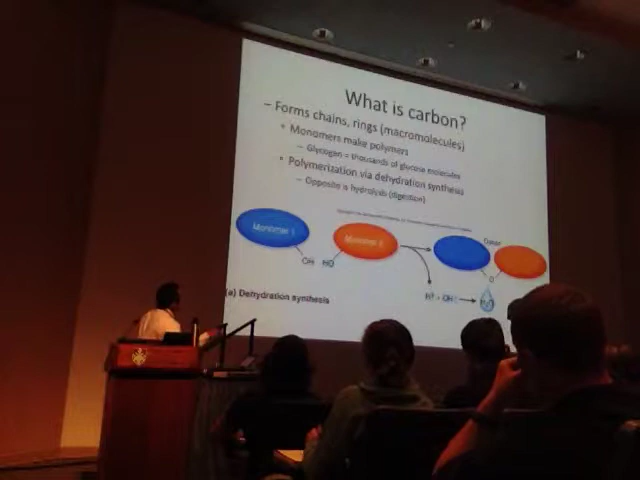 What is carbon?
– Forms chains, rings (macromolecules)
• Monomers make polymers
– Glycogen = thousands of glucose molecules
• Polymerization via dehydration synthesis
– Opposite is hydrolysis (digestion)
Monomer 1
Monomer 2
Dimer
OH HO
O
H⁺ + OH⁻
H₂O
(a) Dehydration synthesis